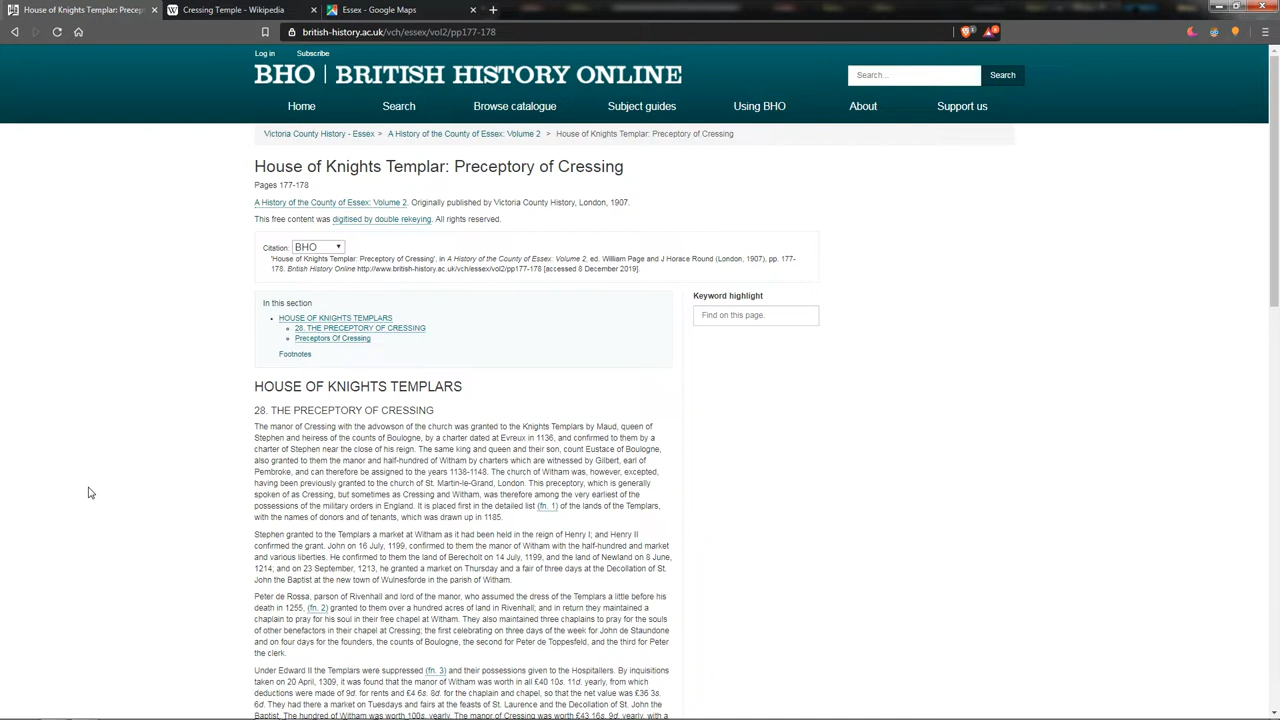 House of Knights Templar: Precep
Cressing Temple - Wikipedia
Essex - Google Maps
british-history.ac.uk/vch/essex/vol2/pp177-178
Log in Subscribe
BHO | BRITISH HISTORY ONLINE
Search... Search
Home Search Browse catalogue Subject guides Using BHO About Support us
Victoria County History - Essex > A History of the County of Essex: Volume 2 > House of Knights Templar: Preceptory of Cressing
House of Knights Templar: Preceptory of Cressing
Pages 177-178
A History of the County of Essex: Volume 2. Originally published by Victoria County History, London, 1907.
This free content was digitised by double rekeying. All rights reserved.
Citation: BHO
'House of Knights Templar: Preceptory of Cressing', in A History of the County of Essex: Volume 2, ed. William Page and J Horace Round (London, 1907), pp. 177-
178. British History Online http://www.british-history.ac.uk/vch/essex/vol2/pp177-178 [accessed 8 December 2019].
In this section
HOUSE OF KNIGHTS TEMPLARS
28. THE PRECEPTORY OF CRESSING
Preceptors Of Cressing
Footnotes
Keyword highlight
Find on this page.
HOUSE OF KNIGHTS TEMPLARS
28. THE PRECEPTORY OF CRESSING
The manor of Cressing with the advowson of the church was granted to the Knights Templars by Maud, queen of
Stephen and heiress of the counts of Boulogne, by a charter dated at Evreux in 1136, and confirmed to them by a
charter of Stephen near the close of his reign. The same king and queen and their son, count Eustace of Boulogne,
also granted to them the manor and half-hundred of Witham by charters which are witnessed by Gilbert, earl of
Pembroke, and can therefore be assigned to the years 1138-1148. The church of Witham was, however, excepted,
having been previously granted to the church of St. Martin-le-Grand, London. This preceptory, which is generally
spoken of as Cressing, but sometimes as Cressing and Witham, was therefore among the very earliest of the
possessions of the military orders in England. It is placed first in the detailed list (fn. 1) of the lands of the Templars,
with the names of donors and of tenants, which was drawn up in 1185.
Stephen granted to the Templars a market at Witham as it had been held in the reign of Henry I; and Henry II
confirmed the grant. John on 16 July, 1199, confirmed to them the manor of Witham with the half-hundred and market
and various liberties. He confirmed to them the land of Berecholt on 14 July, 1199, and the land of Newland on 8 June,
1214; and on 23 September, 1213, he granted a market on Thursday and a fair of three days at the Decollation of St.
John the Baptist at the new town of Wulnesforde in the parish of Witham.
Peter de Rossa, parson of Rivenhall and lord of the manor, who assumed the dress of the Templars a little before his
death in 1255, (fn. 2) granted to them over a hundred acres of land in Rivenhall; and in return they maintained a
chaplain to pray for his soul in their free chapel at Witham. They also maintained three chaplains to pray for the souls
of other benefactors in their chapel at Cressing; the first celebrating on three days of the week for John de Staundone
and on four days for the founders, the counts of Boulogne, the second for Peter de Toppesfeld, and the third for Peter
the clerk.
Under Edward II the Templars were suppressed (fn. 3) and their possessions given to the Hospitallers. By inquisitions
taken on 20 April, 1309, it was found that the manor of Witham was worth in all £40 10s. 11d. yearly, from which
deductions were made of 9d. for rents and £4 6s. 8d. for the chaplain and chapel, so that the net value was £36 3s.
6d. They had there a market on Tuesdays and fairs at the feasts of St. Laurence and the Decollation of St. John the
Baptist. The hundred of Witham was worth 100s. yearly. The manor of Cressing was worth £43 16s. 9d. yearly, with a